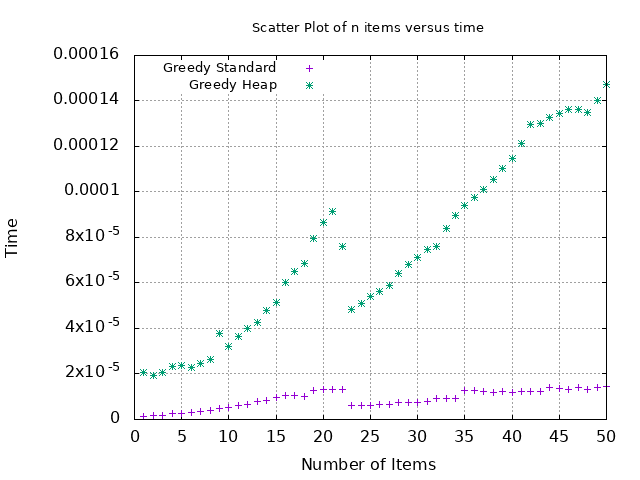 Scatter Plot of n items versus time
Greedy Standard
Greedy Heap
0.00016
0.00014
0.00012
0.0001
8x10^-5
6x10^-5
4x10^-5
2x10^-5
0
Time
0 5 10 15 20 25 30 35 40 45 50
Number of Items